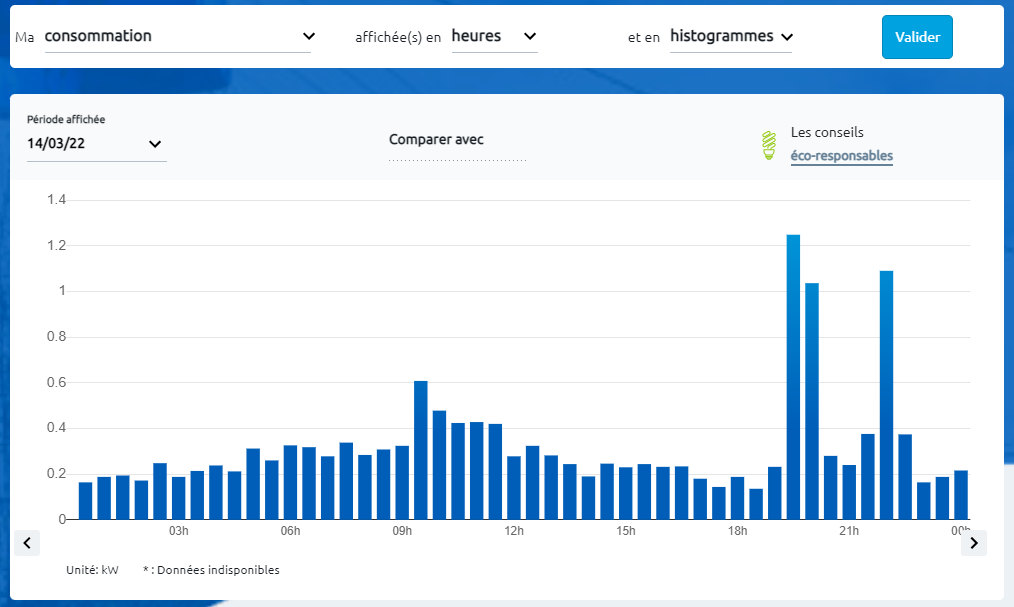 Ma consommation affichée(s) en heures et en histogrammes Valider
Période affichée
14/03/22
Comparer avec
Les conseils
éco-responsables
1.4
1.2
1
0.8
0.6
0.4
0.2
0
03h 06h 09h 12h 15h 18h 21h 00h
Unité: kW * : Données indisponibles